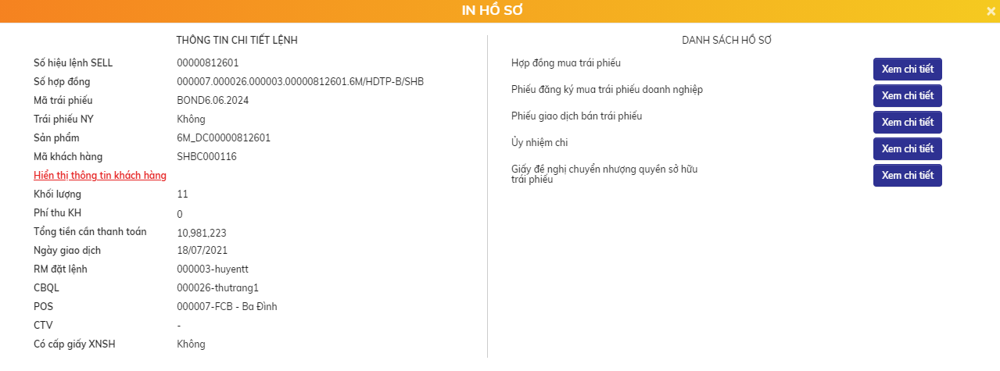 IN HỒ SƠ
THÔNG TIN CHI TIẾT LỆNH
Số hiệu lệnh SELL 00000812601
Số hợp đồng 000007.000026.000003.00000812601.6M/HDTP-B/SHB
Mã trái phiếu BOND6.06.2024
Trái phiếu NY Không
Sản phẩm 6M_DC00000812601
Mã khách hàng SHBC000116
Hiển thị thông tin khách hàng
Khối lượng 11
Phí thu KH 0
Tổng tiền cần thanh toán 10,981,223
Ngày giao dịch 18/07/2021
RM đặt lệnh 000003-huyentt
CBQL 000026-thutrang1
POS 000007-FCB - Ba Đình
CTV -
Có cấp giấy XNSH Không
DANH SÁCH HỒ SƠ
Hợp đồng mua trái phiếu Xem chi tiết
Phiếu đăng ký mua trái phiếu doanh nghiệp Xem chi tiết
Phiếu giao dịch bán trái phiếu Xem chi tiết
Ủy nhiệm chi Xem chi tiết
Giấy đề nghị chuyển nhượng quyền sở hữu Xem chi tiết
trái phiếu